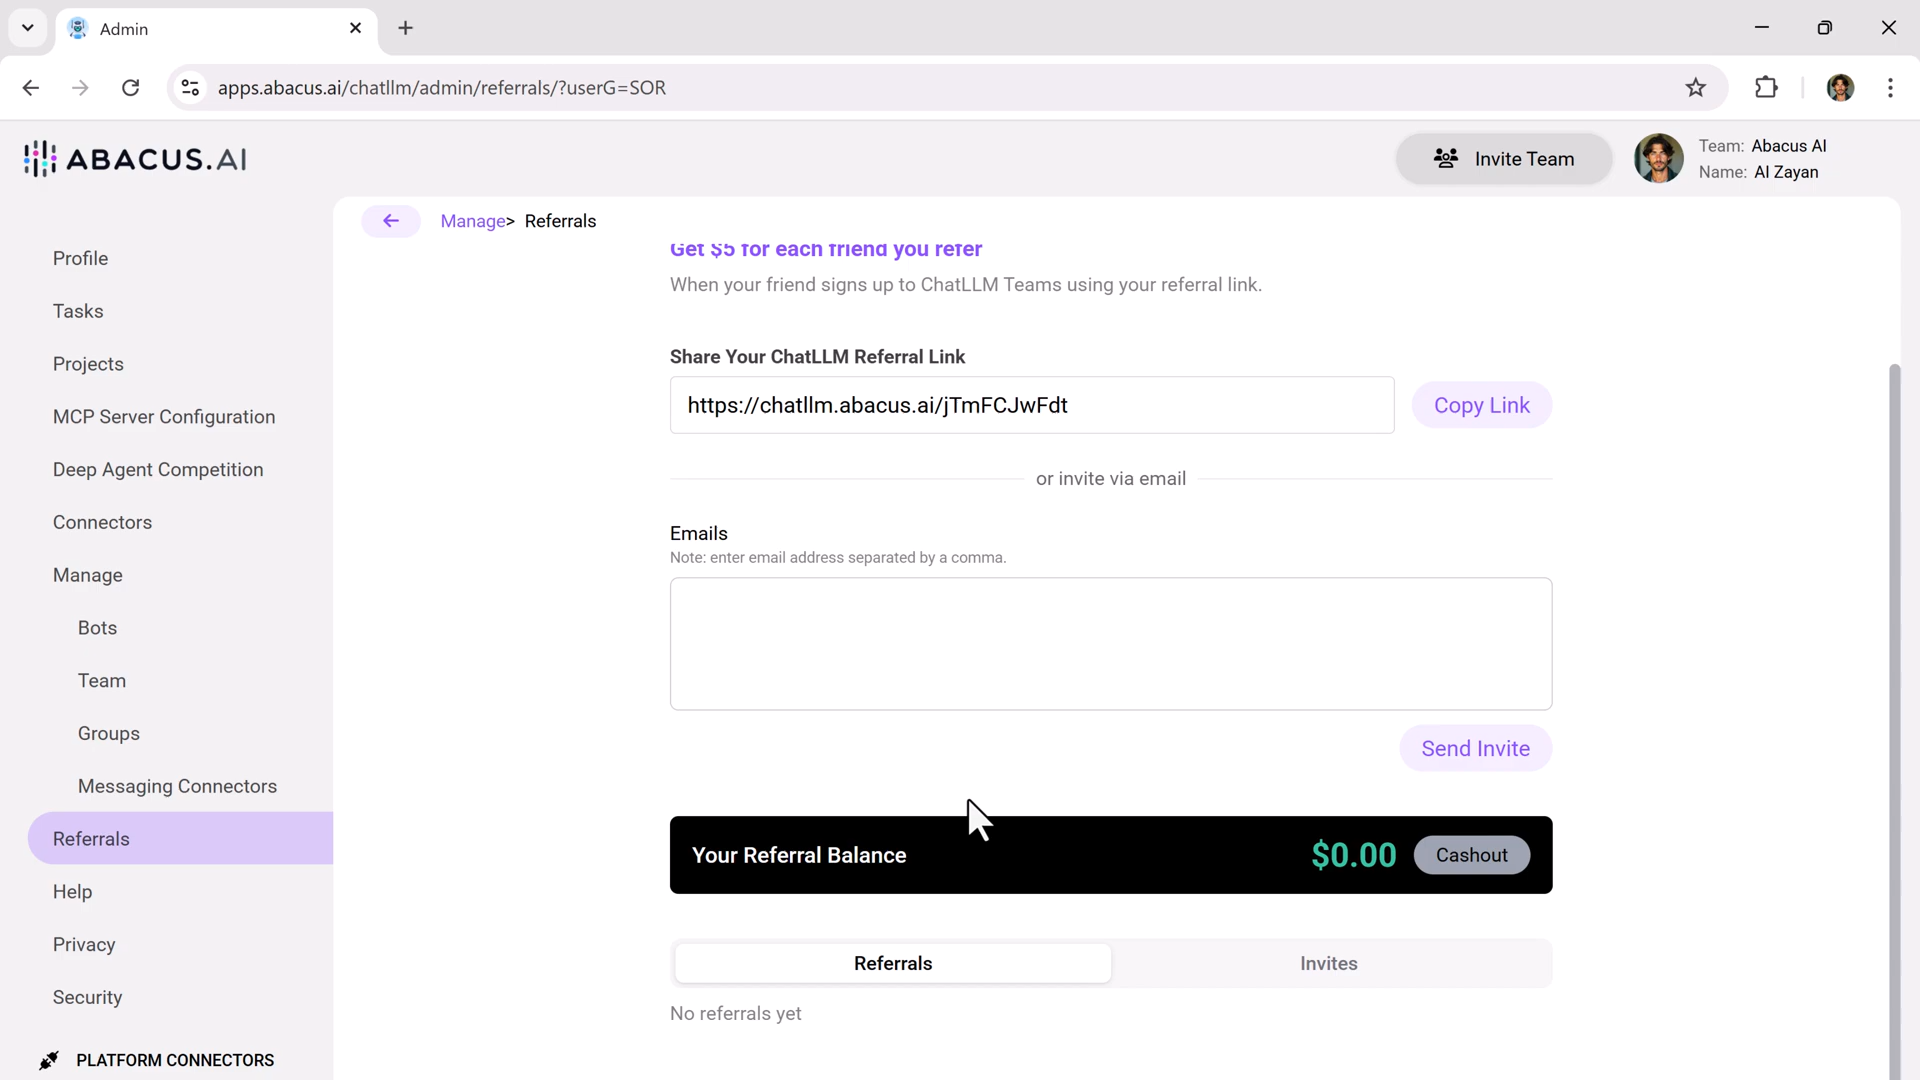 Admin
apps.abacus.ai/chatllm/admin/referrals/?userG=SOR
ABACUS.AI
Invite Team
Team: Abacus AI
Name: Al Zayan
Manage> Referrals
Profile
Tasks
Projects
MCP Server Configuration
Deep Agent Competition
Connectors
Manage
Bots
Team
Groups
Messaging Connectors
Referrals
Help
Privacy
Security
PLATFORM CONNECTORS
Get $5 for each friend you refer
When your friend signs up to ChatLLM Teams using your referral link.
Share Your ChatLLM Referral Link
https://chatllm.abacus.ai/jTmFCJwFdt
Copy Link
or invite via email
Emails
Note: enter email address separated by a comma.
Send Invite
Your Referral Balance
$0.00
Cashout
Referrals
Invites
No referrals yet